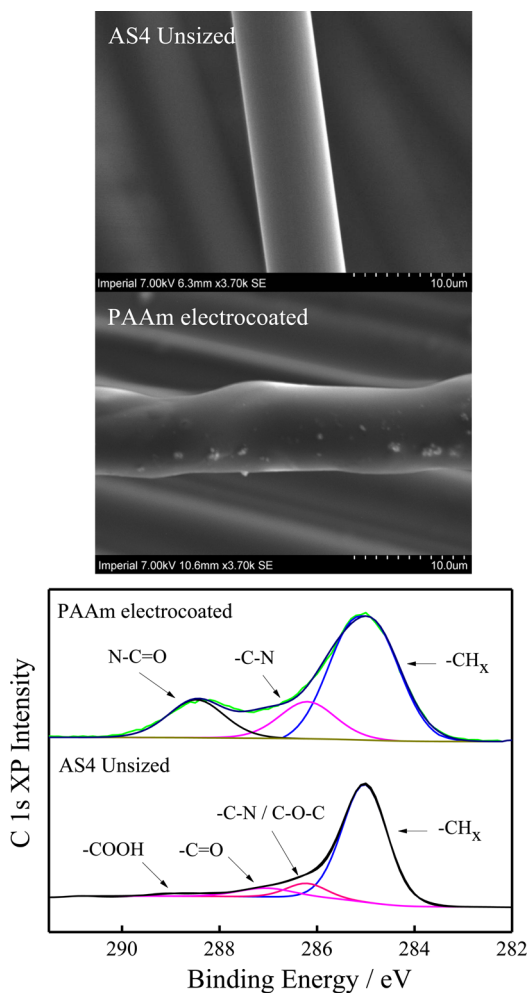 AS4 Unsized
Imperial 7.00kV 6.3mm x3.70k SE
10.0um
PAAm electrocoated
Imperial 7.00kV 10.6mm x3.70k SE
10.0um
PAAm electrocoated
N-C=O
-C-N
-CHx
AS4 Unsized
-COOH
-C=O
-C-N / C-O-C
-CHx
C 1s XP Intensity
290 288 286 284 282
Binding Energy / eV